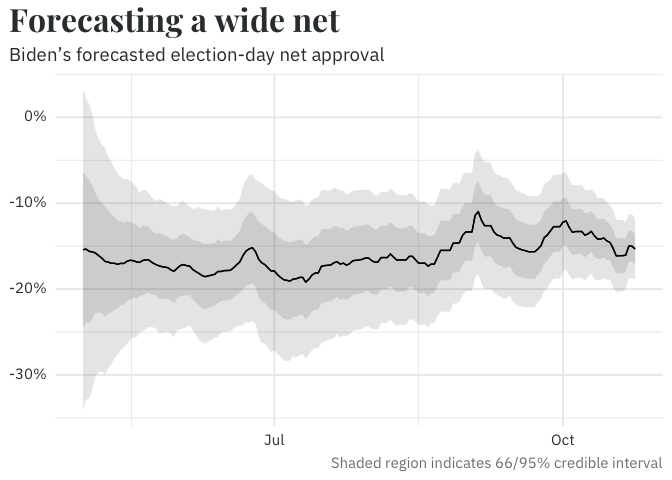 Forecasting a wide net
Biden’s forecasted election-day net approval
0%
-10%
-20%
-30%
Jul
Oct
Shaded region indicates 66/95% credible interval